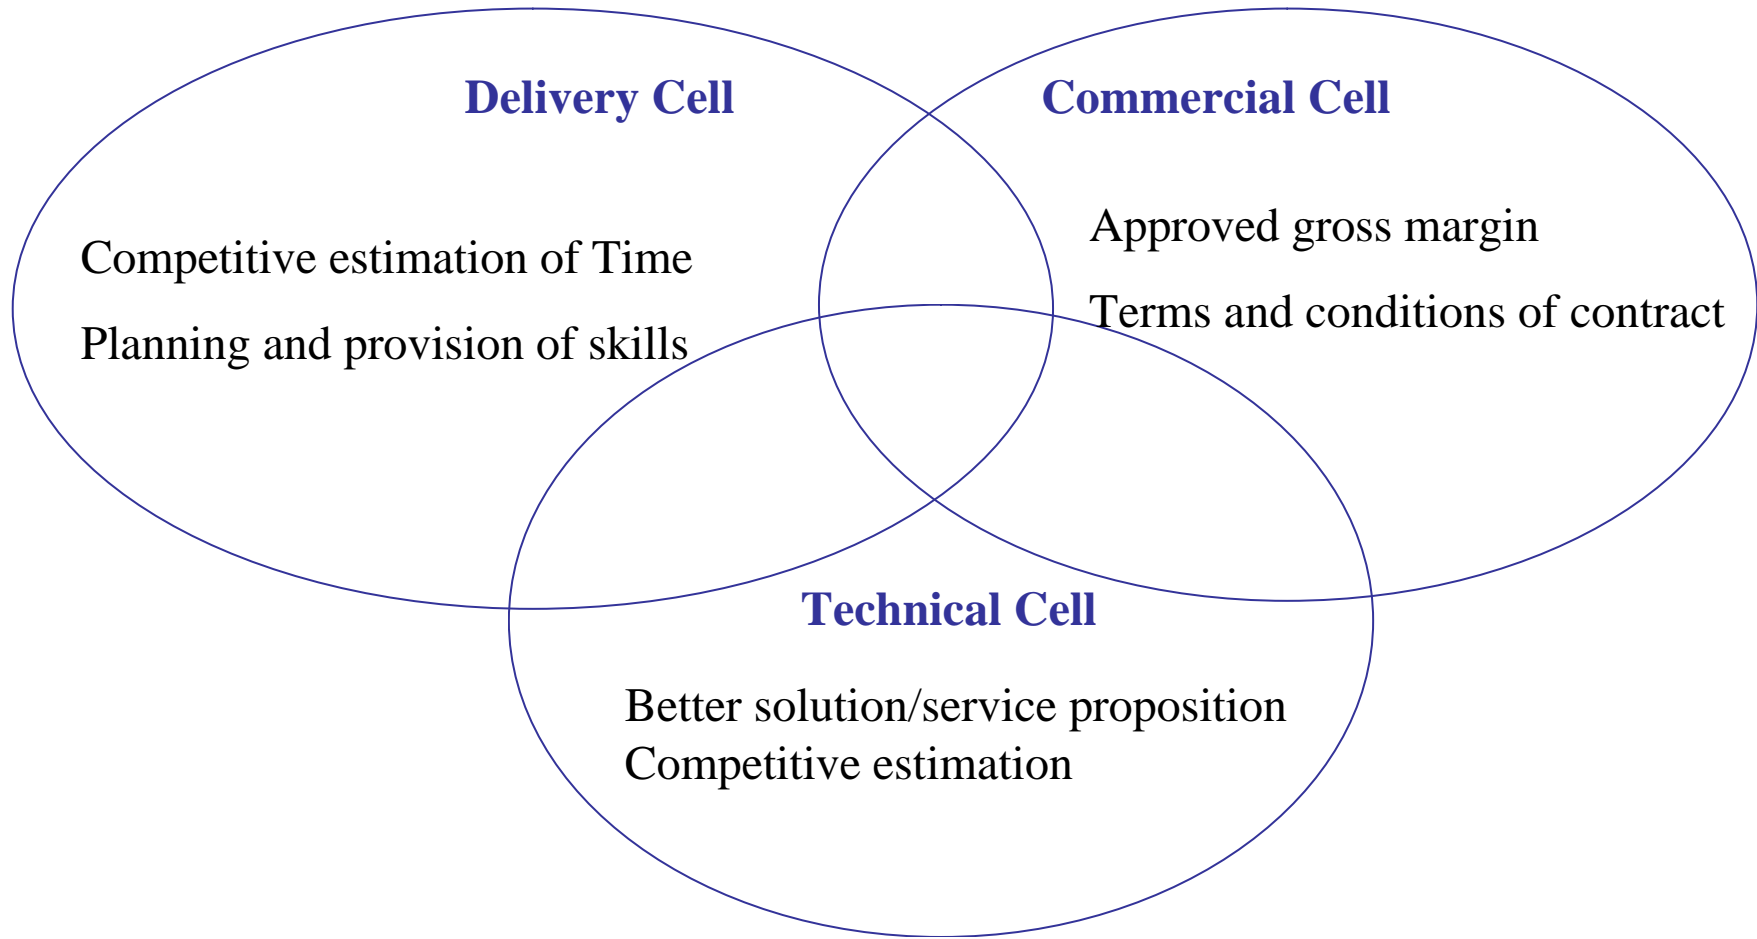 Delivery Cell
Competitive estimation of Time
Planning and provision of skills
Commercial Cell
Approved gross margin
Terms and conditions of contract
Technical Cell
Better solution/service proposition
Competitive estimation